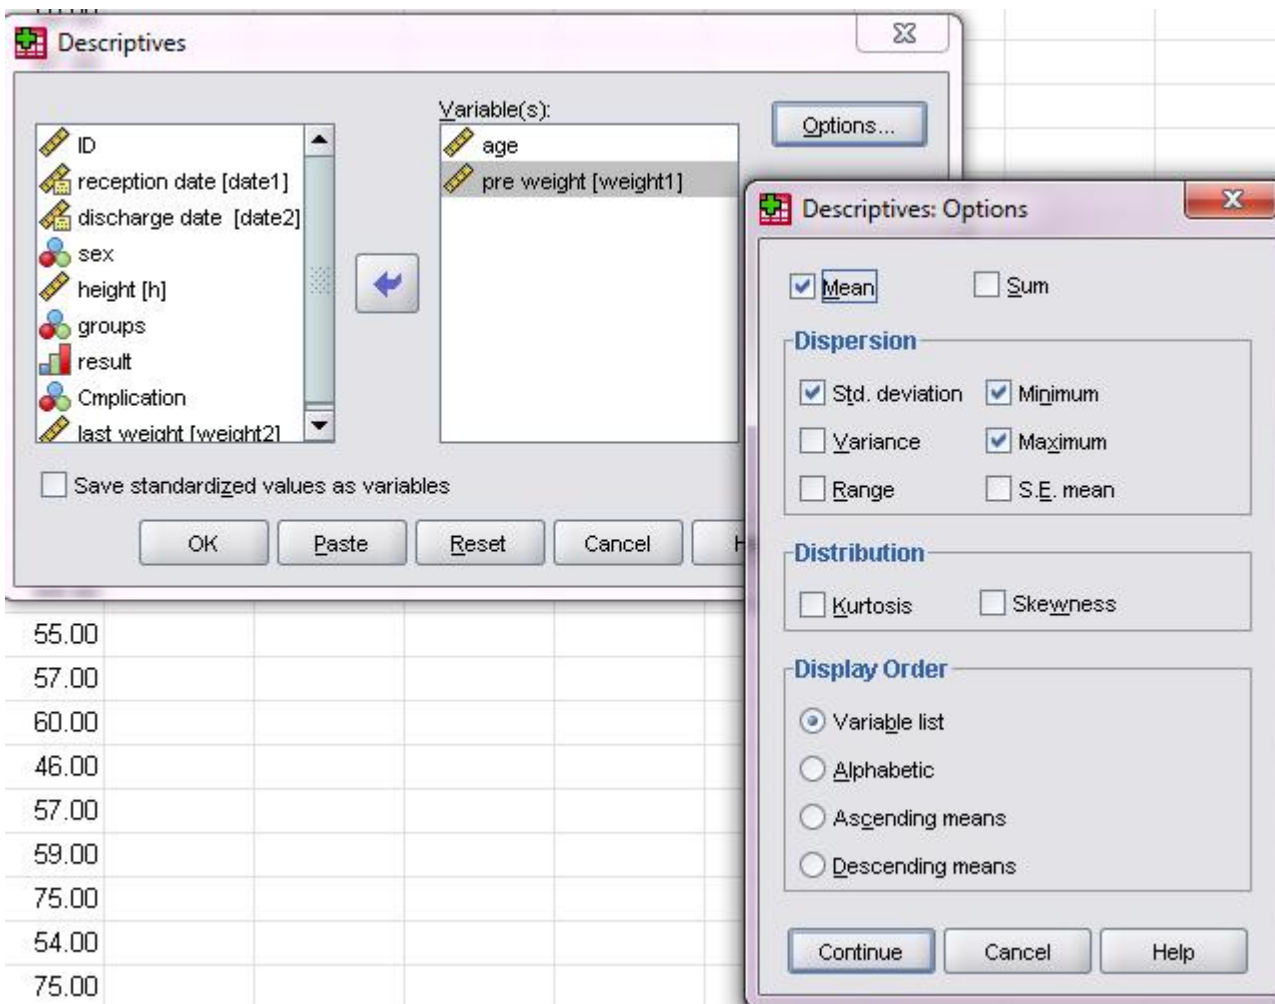 Descriptives
Variable(s):
Options...
ID
reception date [date1]
discharge date [date2]
sex
height [h]
groups
result
Cmplication
last weight [weight2]
age
pre weight [weight1]
Save standardized values as variables
OK
Paste
Reset
Cancel
Descriptives: Options
Mean
Sum
Dispersion
Std. deviation
Minimum
Variance
Maximum
Range
S.E. mean
Distribution
Kurtosis
Skewness
Display Order
Variable list
Alphabetic
Ascending means
Descending means
Continue
Cancel
Help
55.00
57.00
60.00
46.00
57.00
59.00
75.00
54.00
75.00